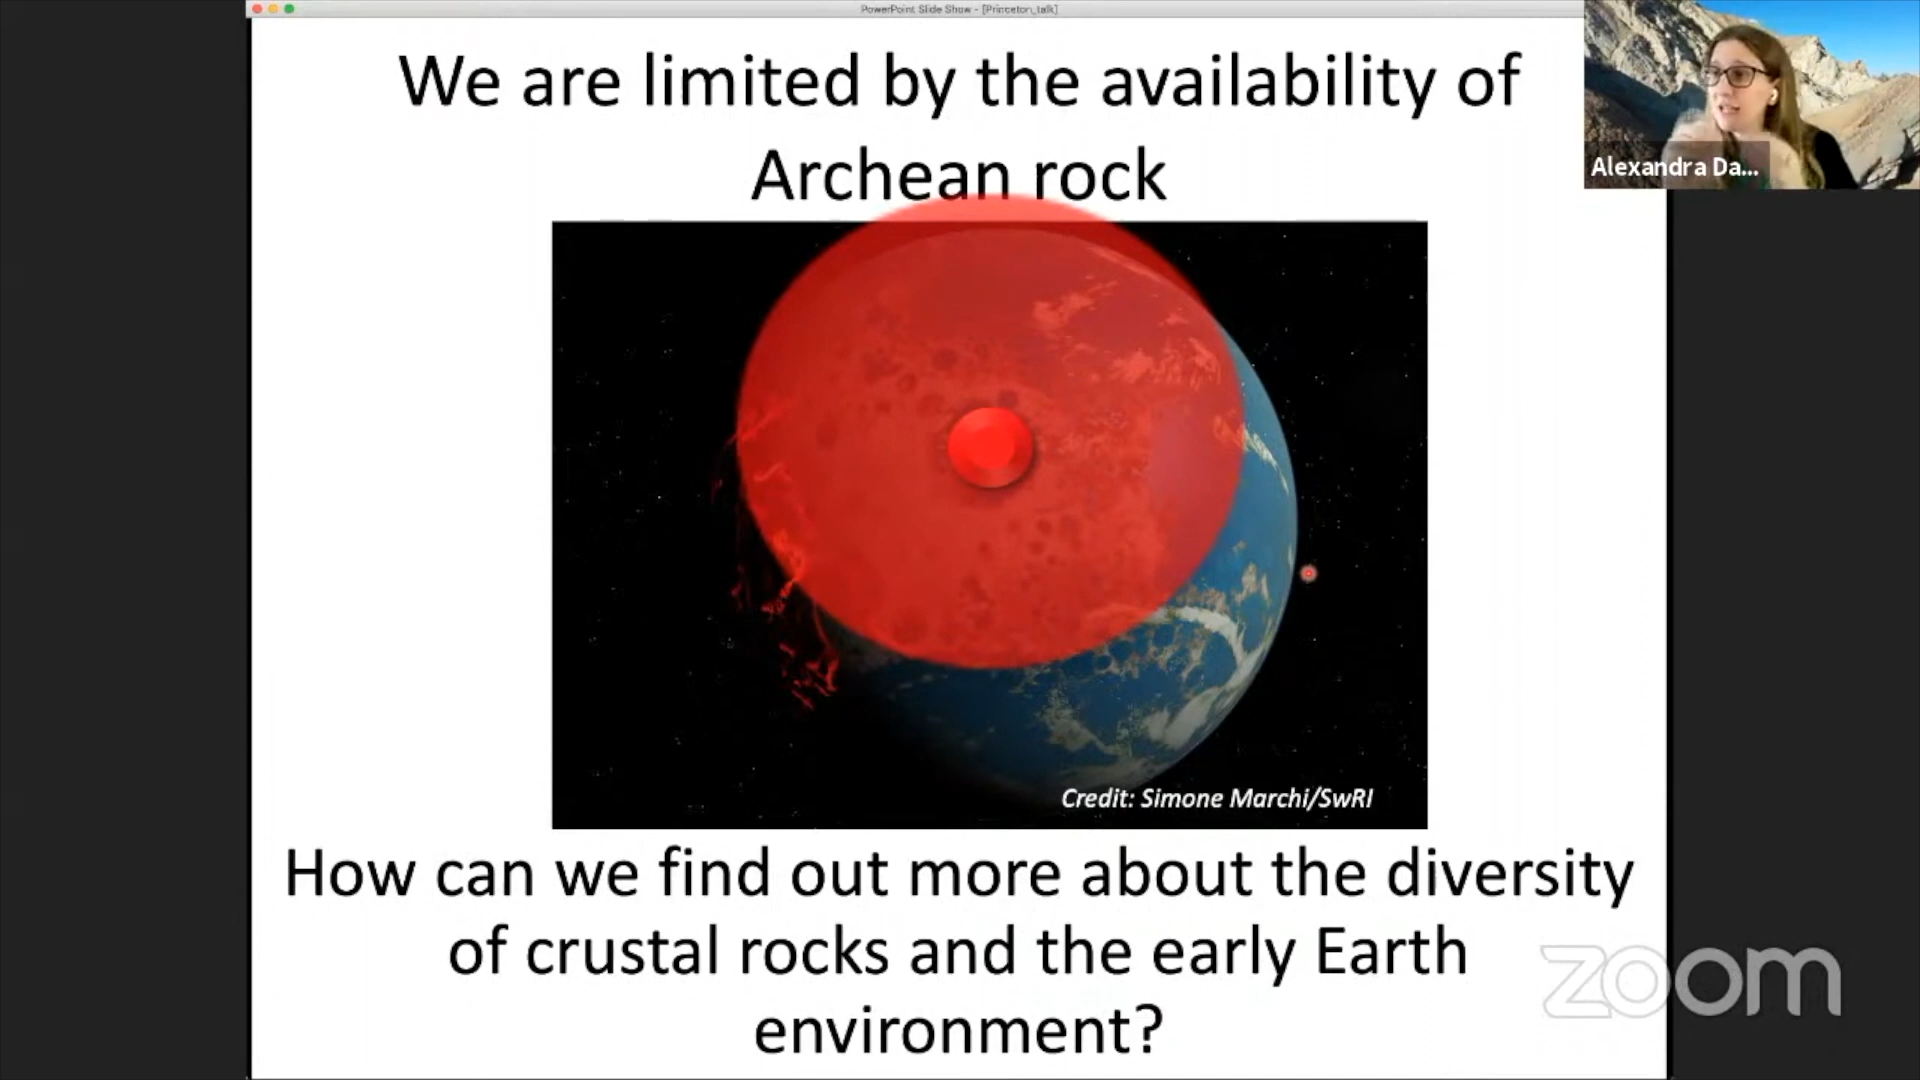 PowerPoint Slide Show - [Princeton_talk]
We are limited by the availability of
Archean rock
Alexandra Da...
Credit: Simone Marchi/SwRI
How can we find out more about the diversity
of crustal rocks and the early Earth
environment?
zoom